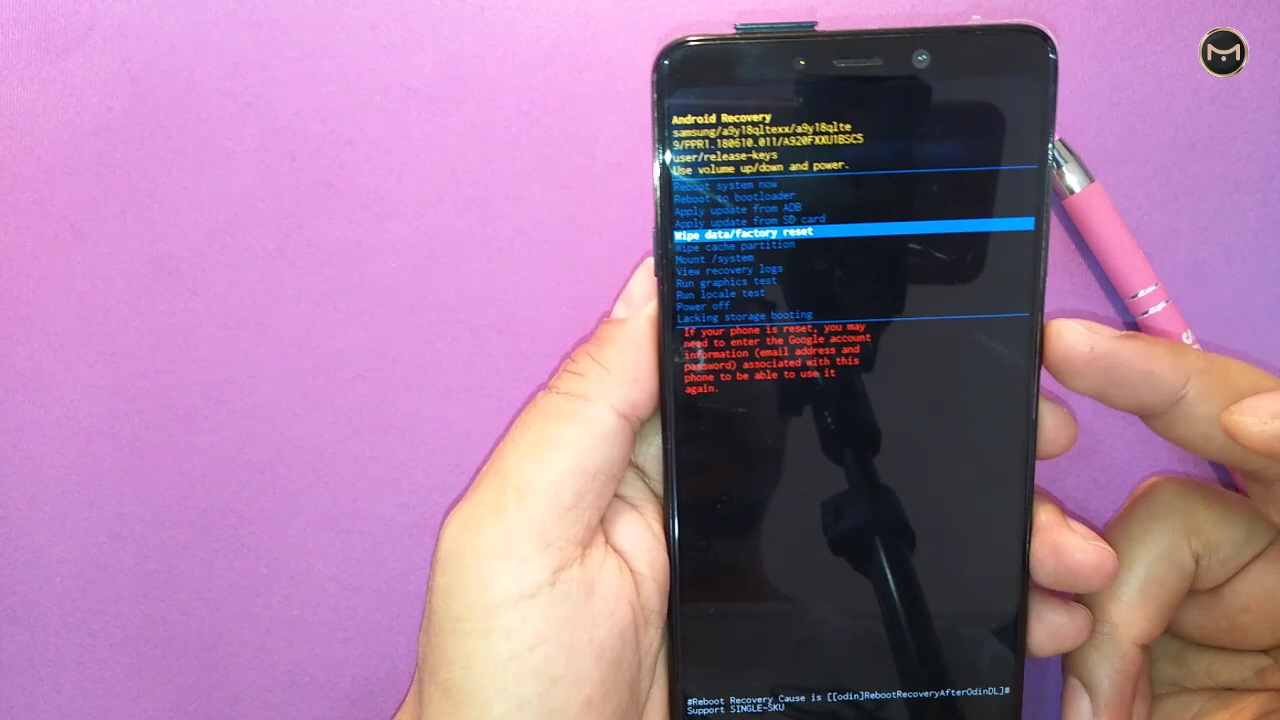 Android Recovery
samsung/a9y18qltexx/a9y18qlte
9/PPR1.180610.011/A920FXXU1BSC5
user/release-keys
Use volume up/down and power.
Reboot system now
Reboot to bootloader
Apply update from ADB
Apply update from SD card
Wipe data/factory reset
Wipe cache partition
Mount /system
View recovery logs
Run graphics test
Run locale test
Power off
Lacking storage booting
If your phone is reset, you may
need to enter the Google account
information (email address and
password) associated with this
phone to be able to use it
again.
#Reboot Recovery Cause is [[odin]RebootRecoveryAfterOdinDL]#
Support SINGLE-SKU